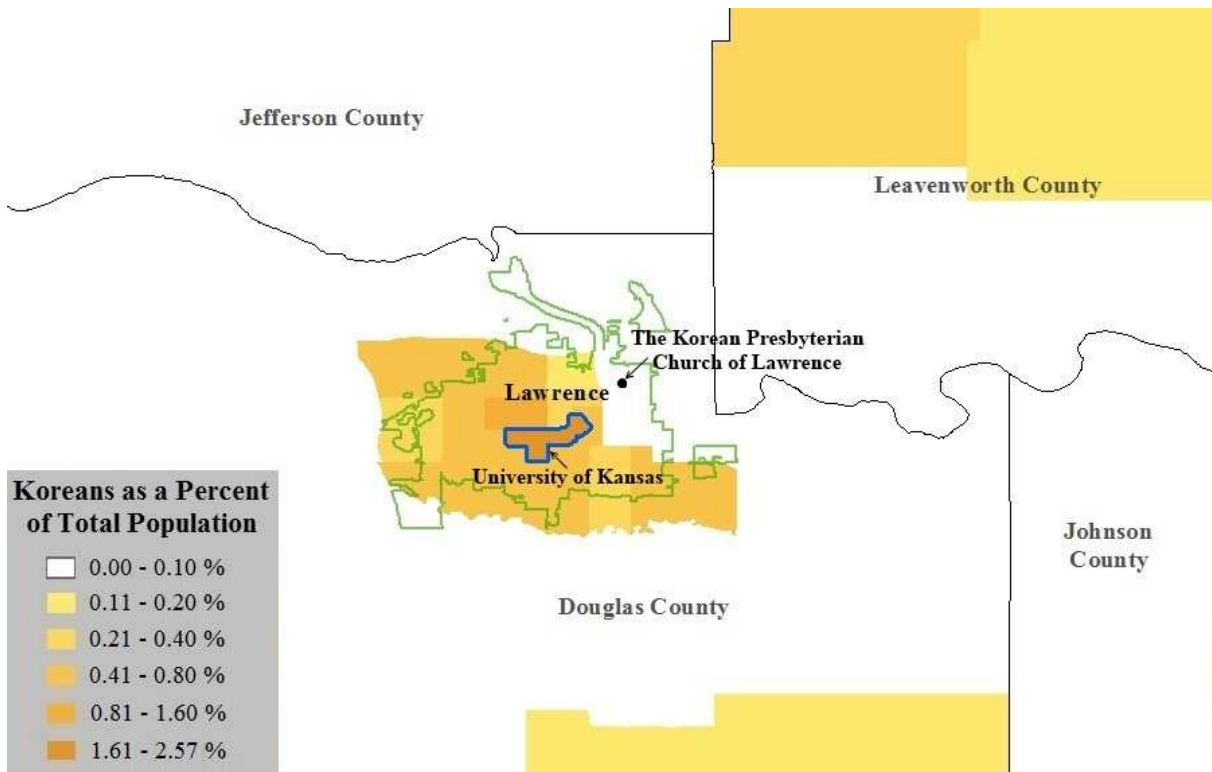 Jefferson County
Leavenworth County
The Korean Presbyterian
Church of Lawrence
Lawrence
University of Kansas
Koreans as a Percent
of Total Population
0.00 - 0.10 %
0.11 - 0.20 %
0.21 - 0.40 %
0.41 - 0.80 %
0.81 - 1.60 %
1.61 - 2.57 %
Johnson
County
Douglas County